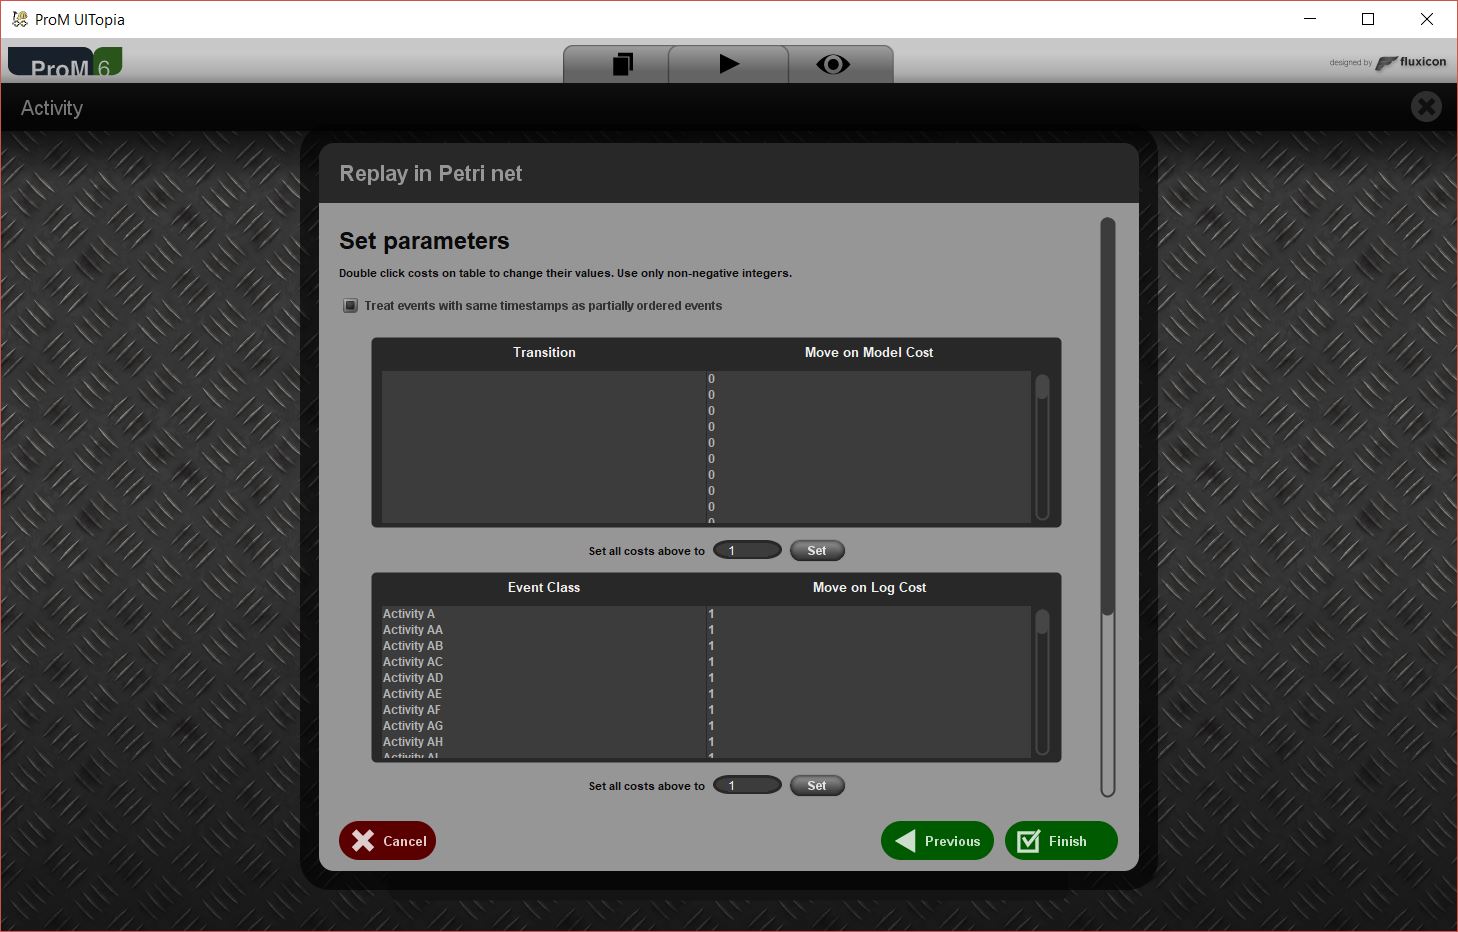 ProM UITopia
ProM 6
designed by fluxicon
Activity
Replay in Petri net
Set parameters
Double click costs on table to change their values. Use only non-negative integers.
Treat events with same timestamps as partially ordered events
Transition Move on Model Cost
0
0
0
0
0
0
0
0
0
0
Set all costs above to 1 Set
Event Class Move on Log Cost
Activity A 1
Activity AA 1
Activity AB 1
Activity AC 1
Activity AD 1
Activity AE 1
Activity AF 1
Activity AG 1
Activity AH 1
Activity AI 1
Set all costs above to 1 Set
Cancel Previous Finish